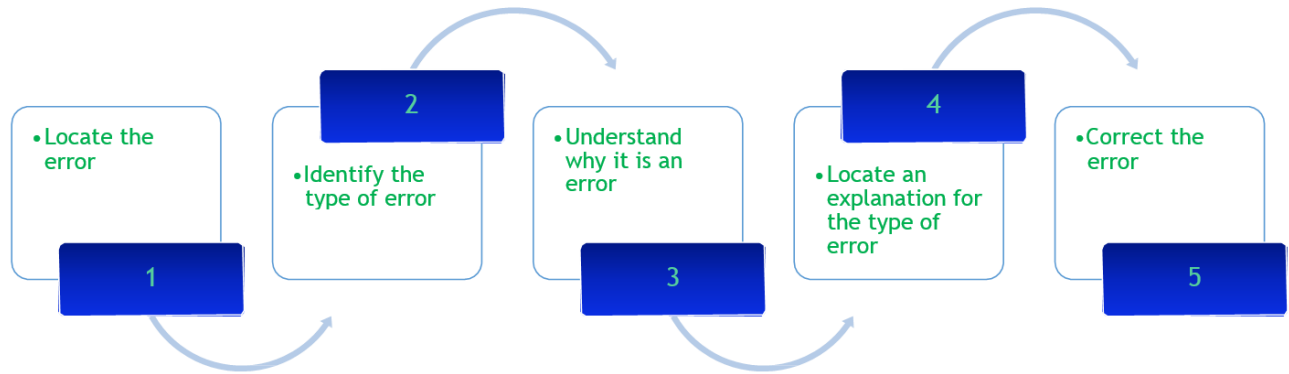 •Locate the
error
1
2
•Identify the
type of error
•Understand
why it is an
error
3
4
•Locate an
explanation for
the type of
error
•Correct the
error
5